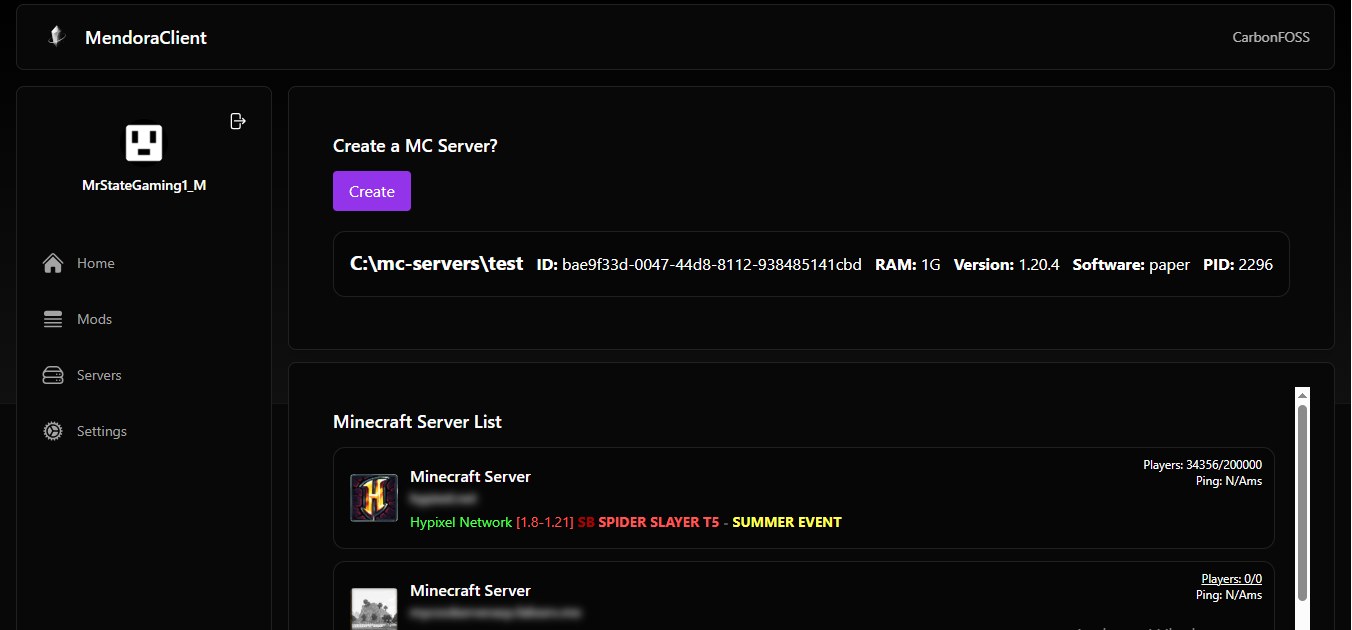 MendoraClient
CarbonFOSS
MrStateGaming1_M
Home
Mods
Servers
Settings
Create a MC Server?
Create
C:\mc-servers\test ID: bae9f33d-0047-44d8-8112-938485141cbd RAM: 1G Version: 1.20.4 Software: paper PID: 2296
Minecraft Server List
Minecraft Server
Players: 34356/200000
Ping: N/Ams
Hypixel Network [1.8-1.21] SB SPIDER SLAYER T5 - SUMMER EVENT
Minecraft Server
Players: 0/0
Ping: N/Ams